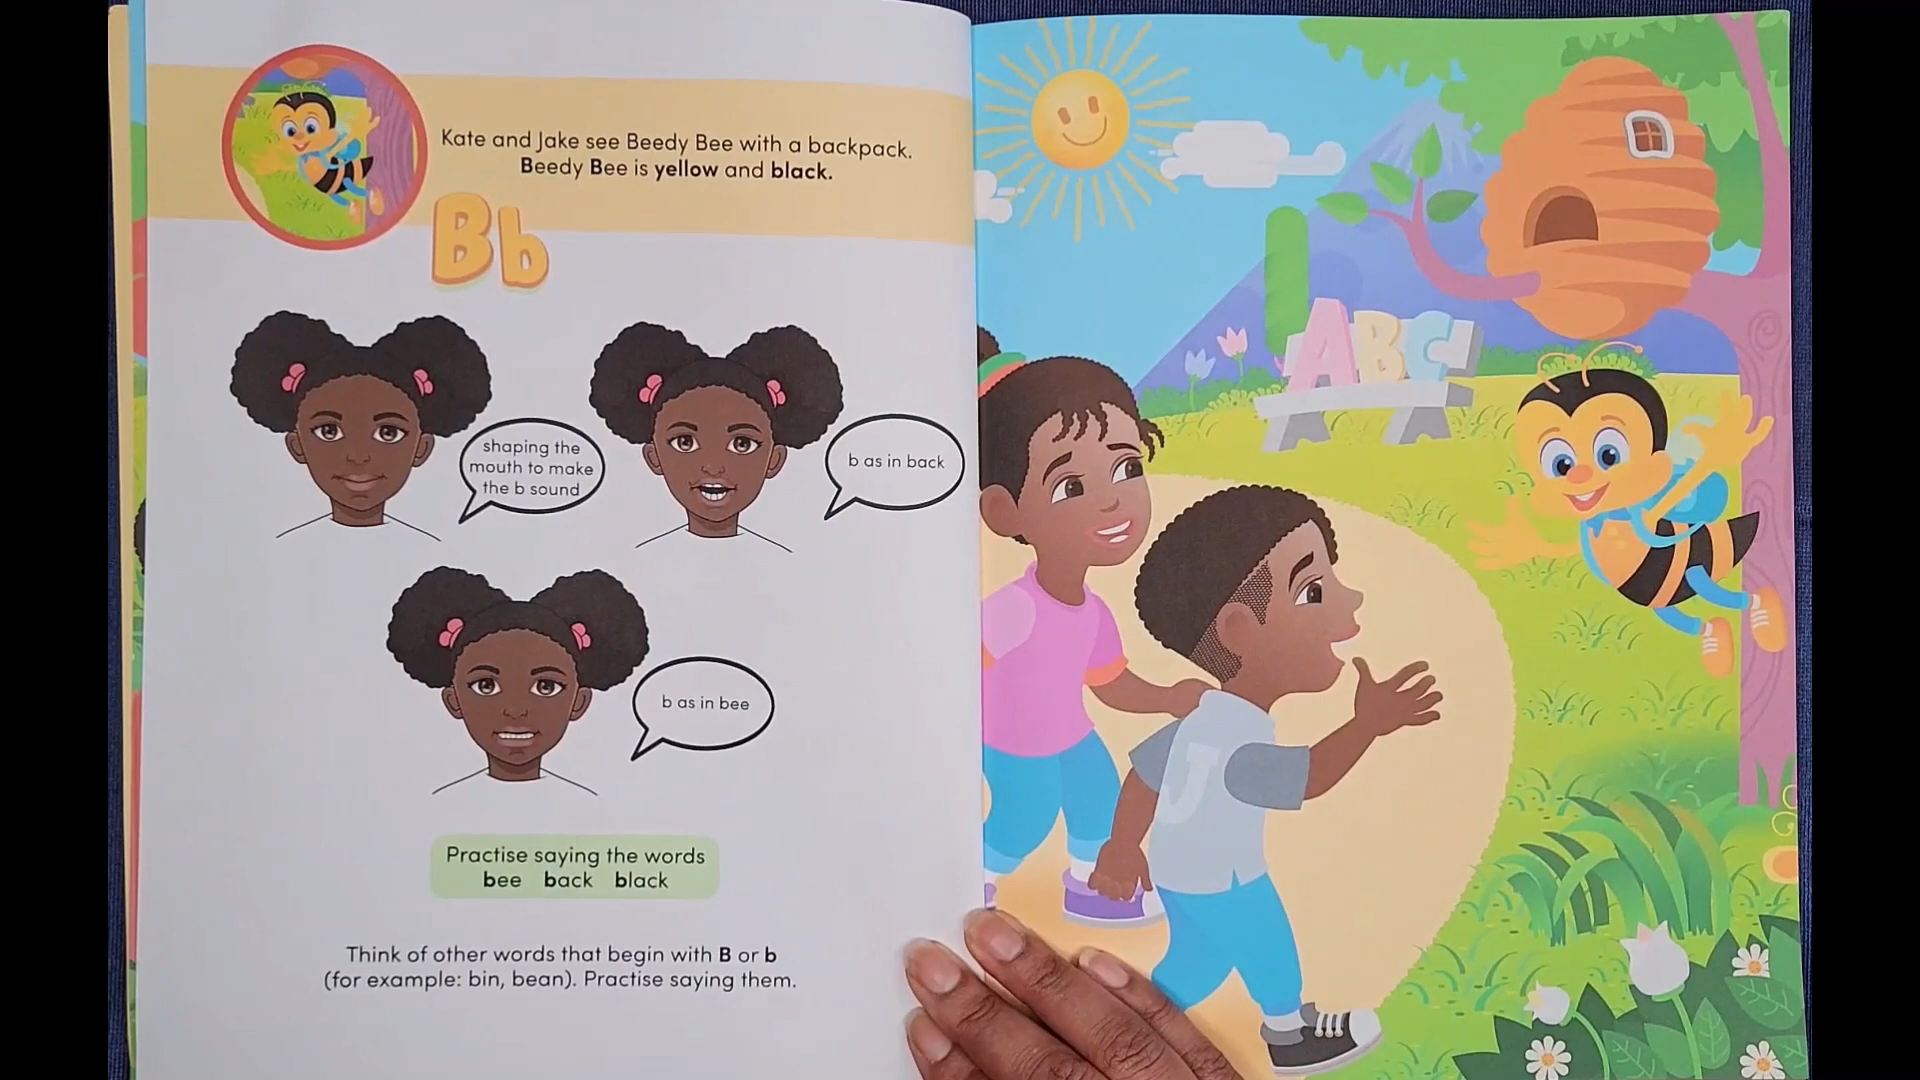 Kate and Jake see Beedy Bee with a backpack.
Beedy Bee is yellow and black.
Bb
shaping the
mouth to make
the b sound
b as in back
b as in bee
Practise saying the words
bee back black
Think of other words that begin with B or b
(for example: bin, bean). Practise saying them.
ABC
J